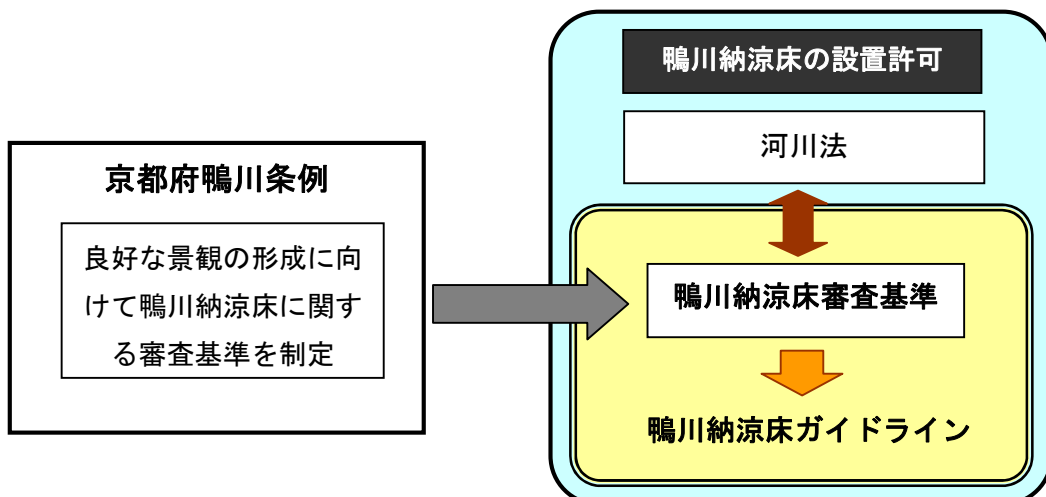 京都府鴨川条例
良好な景観の形成に向
けて鴨川納涼床に関す
る審査基準を制定
鴨川納涼床の設置許可
河川法
鴨川納涼床審査基準
鴨川納涼床ガイドライン